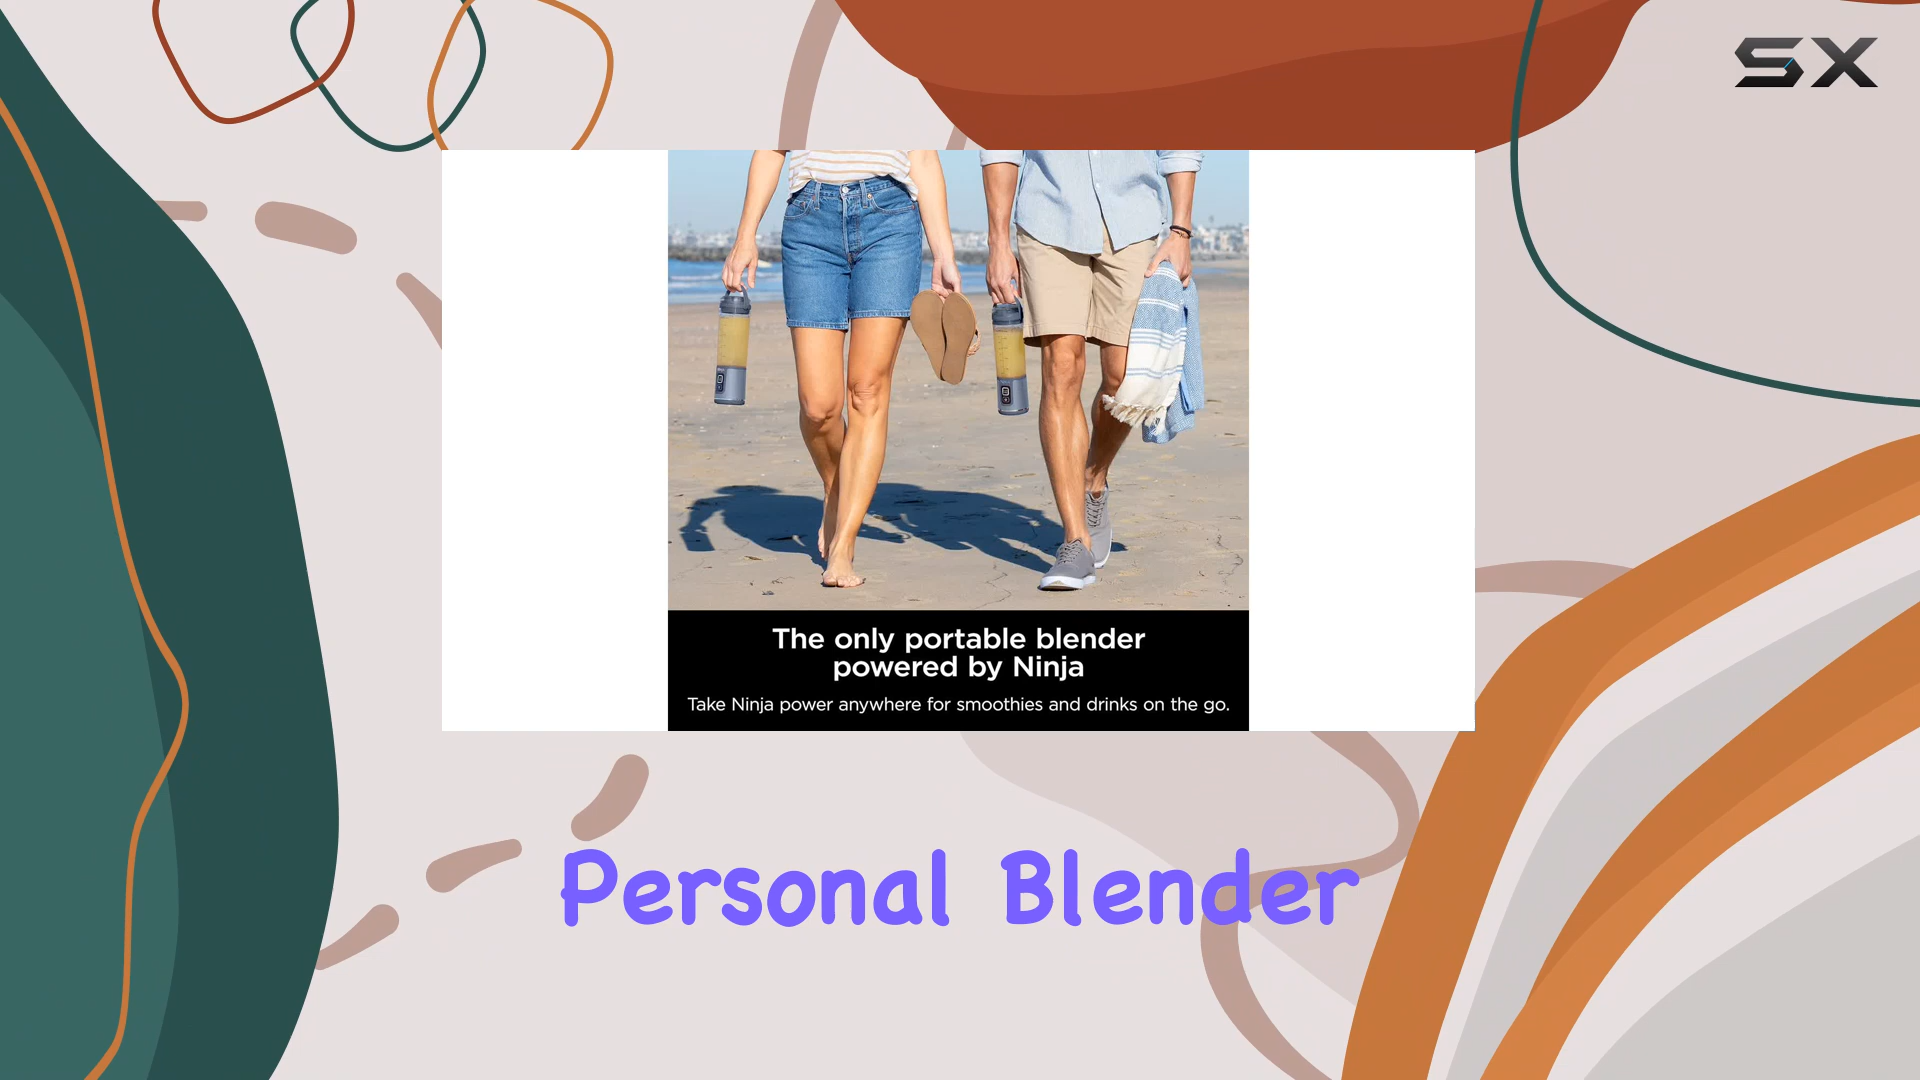 SX
The only portable blender
powered by Ninja
Take Ninja power anywhere for smoothies and drinks on the go.
Personal Blender